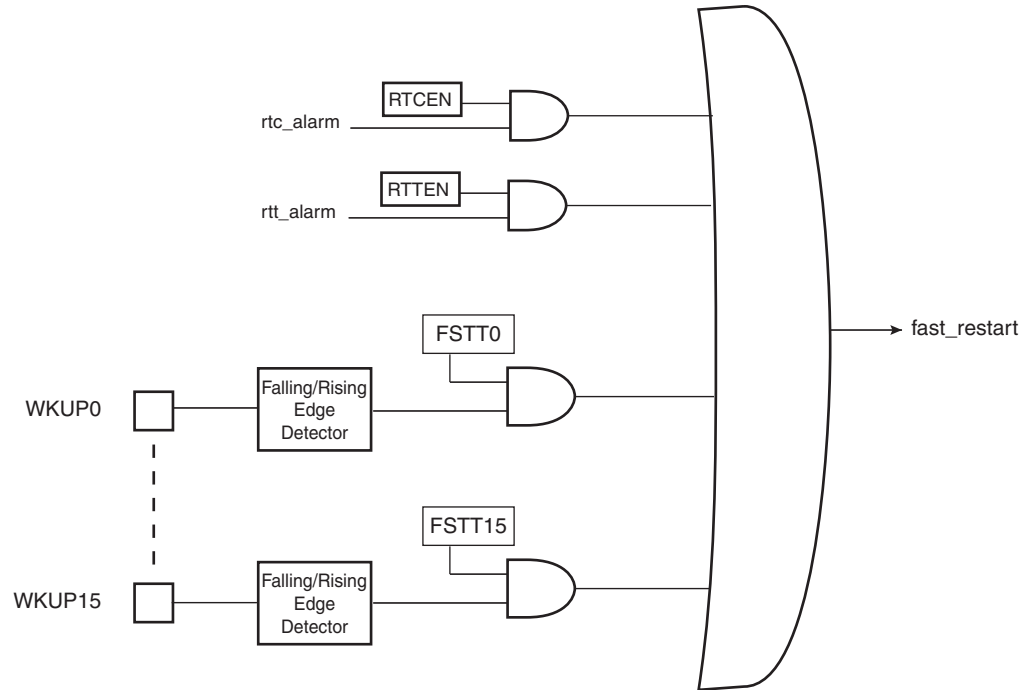 RTCEN
rtc_alarm
RTTEN
rtt_alarm
FSTT0
fast_restart
WKUP0
Falling/Rising
Edge
Detector
FSTT15
WKUP15
Falling/Rising
Edge
Detector